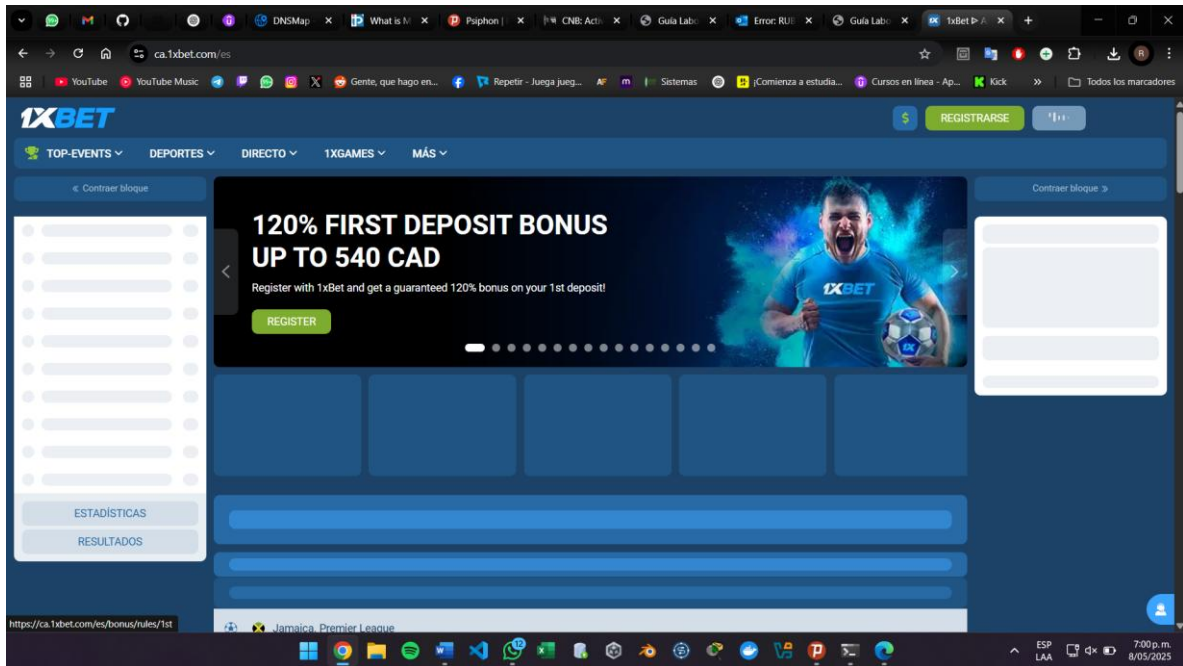 DNSMap
What is M
Psiphon |
CNB: Activ
Guía Labo
Error: RUE
Guía Labo
1xBet ▷ A
ca.1xbet.com/es
YouTube
YouTube Music
Gente, que hago en...
Repetir - Juega jueg...
Sistemas
¡Comienza a estudia...
Cursos en línea - Ap...
Kick
»
Todos los marcadores
1XBET
$
REGISTRARSE
TOP-EVENTS
DEPORTES
DIRECTO
1XGAMES
MÁS
« Contraer bloque
Contraer bloque »
120% FIRST DEPOSIT BONUS
UP TO 540 CAD
Register with 1xBet and get a guaranteed 120% bonus on your 1st deposit!
REGISTER
1XBET
1X
ESTADÍSTICAS
RESULTADOS
Jamaica. Premier League
https://ca.1xbet.com/es/bonus/rules/1st
12
ESP
LAA
7:00 p. m.
8/05/2025